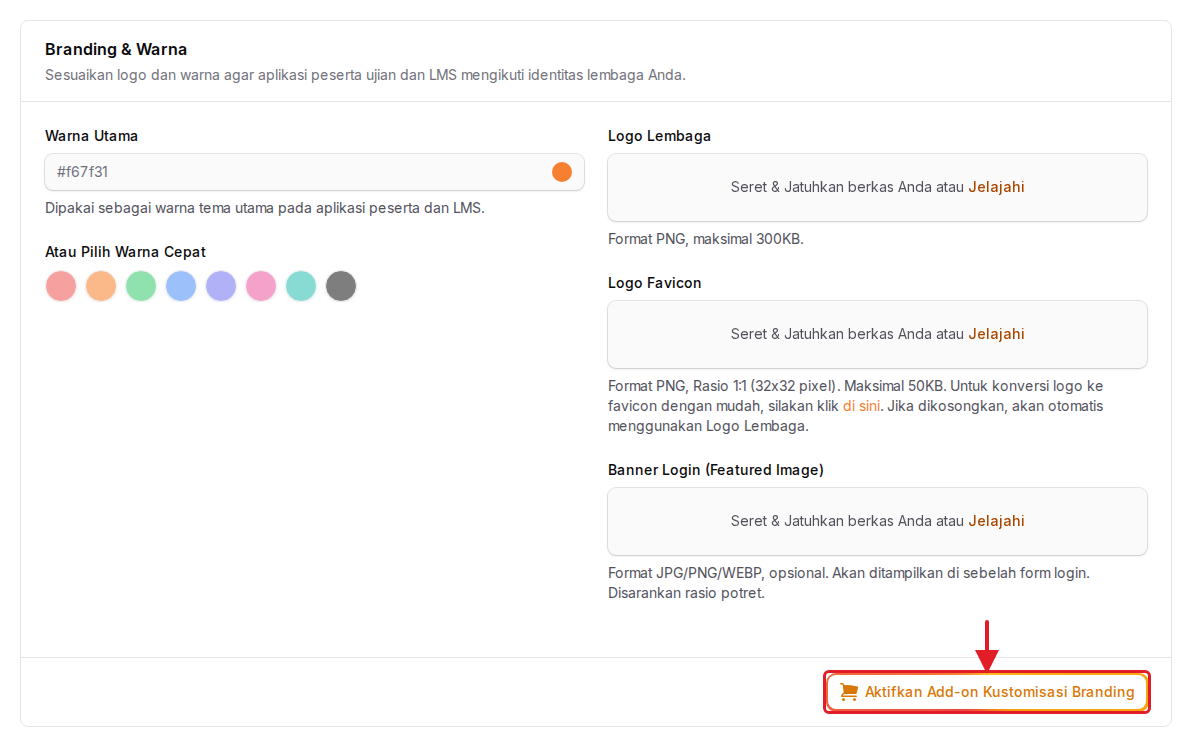 Branding & Warna
Sesuaikan logo dan warna agar aplikasi peserta ujian dan LMS mengikuti identitas lembaga Anda.
Warna Utama
#f67f31
Dipakai sebagai warna tema utama pada aplikasi peserta dan LMS.
Atau Pilih Warna Cepat
Logo Lembaga
Seret & Jatuhkan berkas Anda atau Jelajahi
Format PNG, maksimal 300KB.
Logo Favicon
Seret & Jatuhkan berkas Anda atau Jelajahi
Format PNG, Rasio 1:1 (32x32 pixel). Maksimal 50KB. Untuk konversi logo ke
favicon dengan mudah, silakan klik di sini. Jika dikosongkan, akan otomatis
menggunakan Logo Lembaga.
Banner Login (Featured Image)
Seret & Jatuhkan berkas Anda atau Jelajahi
Format JPG/PNG/WEBP, opsional. Akan ditampilkan di sebelah form login.
Disarankan rasio potret.
Aktifkan Add-on Kustomisasi Branding